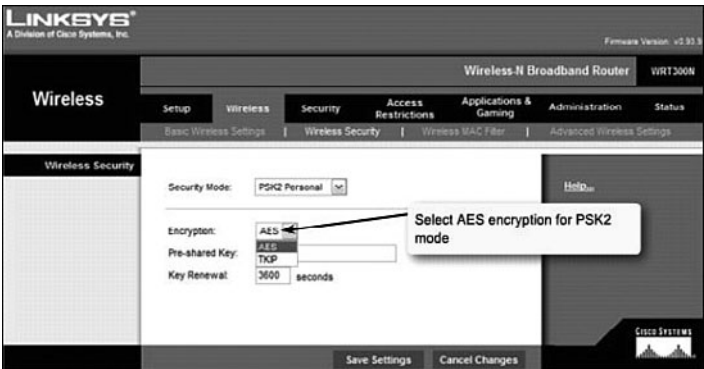 LINKSYS®
A Division of Cisco Systems, Inc.
Firmware Version: v0.93.9
Wireless-N Broadband Router WRT300N
Wireless
Setup Wireless Security Access Restrictions Applications & Gaming Administration Status
Basic Wireless Settings | Wireless Security | Wireless MAC Filter | Advanced Wireless Settings
Wireless Security
Security Mode: PSK2 Personal
Help...
Select AES encryption for PSK2
mode
Encryption: AES
AES
TKIP
Pre-shared Key:
Key Renewal: 3600 seconds
CISCO SYSTEMS
Save Settings Cancel Changes